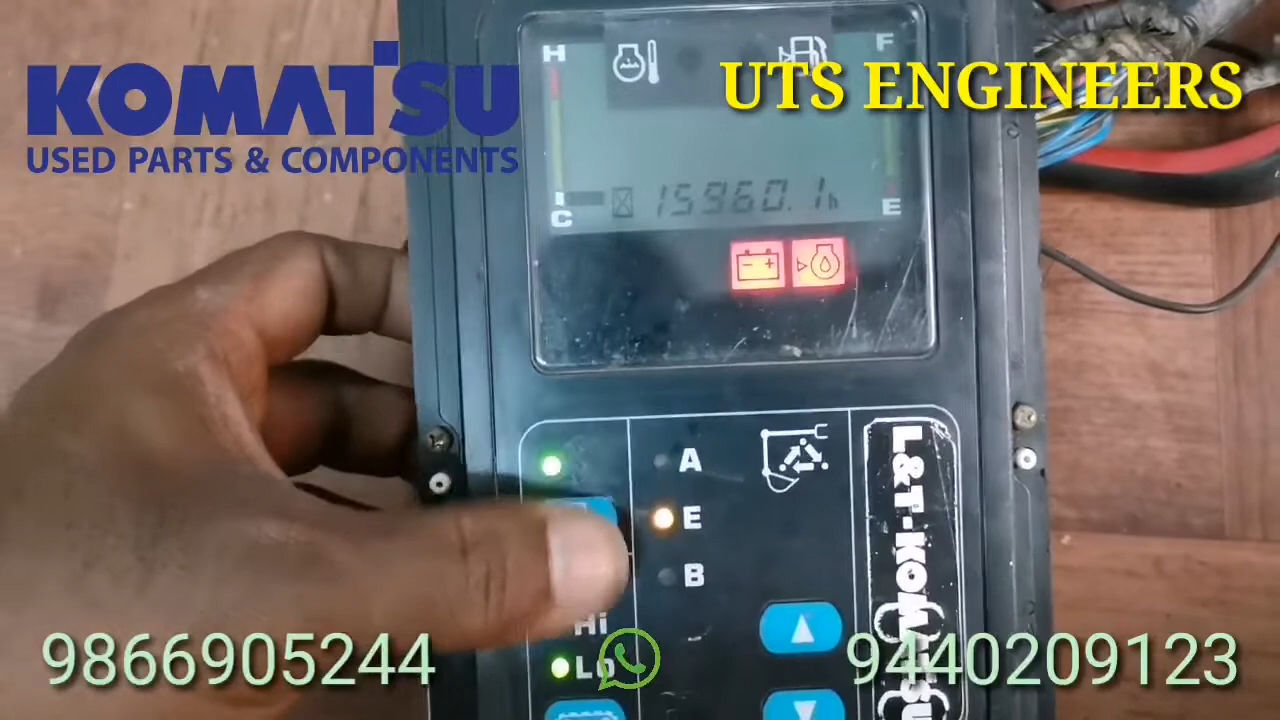 KOMATSU
USED PARTS & COMPONENTS
UTS ENGINEERS
H
F
15960.1h
C
E
A
E
B
Hi
Lo
L&T-KOMATSU
9866905244
9440209123